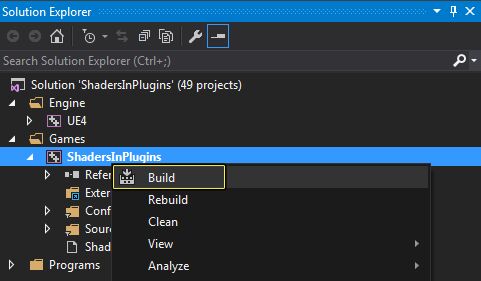 Solution Explorer
Search Solution Explorer (Ctrl+;)
Solution 'ShadersInPlugins' (49 projects)
Engine
UE4
Games
ShadersInPlugins
Refer
Build
Exter
Rebuild
Conf
Clean
Sourc
View
Shad
Analyze
Programs